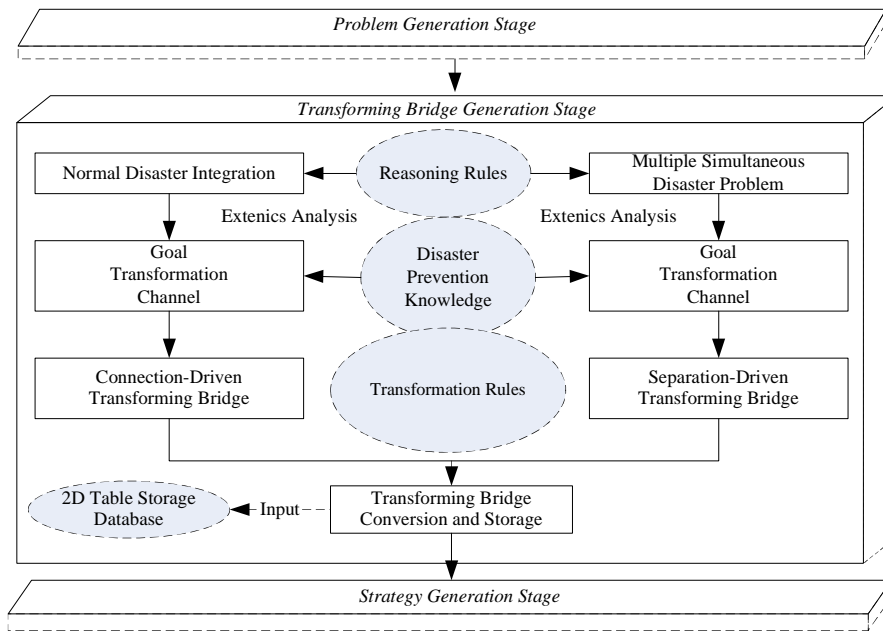 Problem Generation Stage
Transforming Bridge Generation Stage
Normal Disaster Integration
Reasoning Rules
Multiple Simultaneous
Disaster Problem
Extenics Analysis
Extenics Analysis
Goal
Transformation
Channel
Disaster
Prevention
Knowledge
Goal
Transformation
Channel
Connection-Driven
Transforming Bridge
Transformation Rules
Separation-Driven
Transforming Bridge
2D Table Storage
Database
Input
Transforming Bridge
Conversion and Storage
Strategy Generation Stage